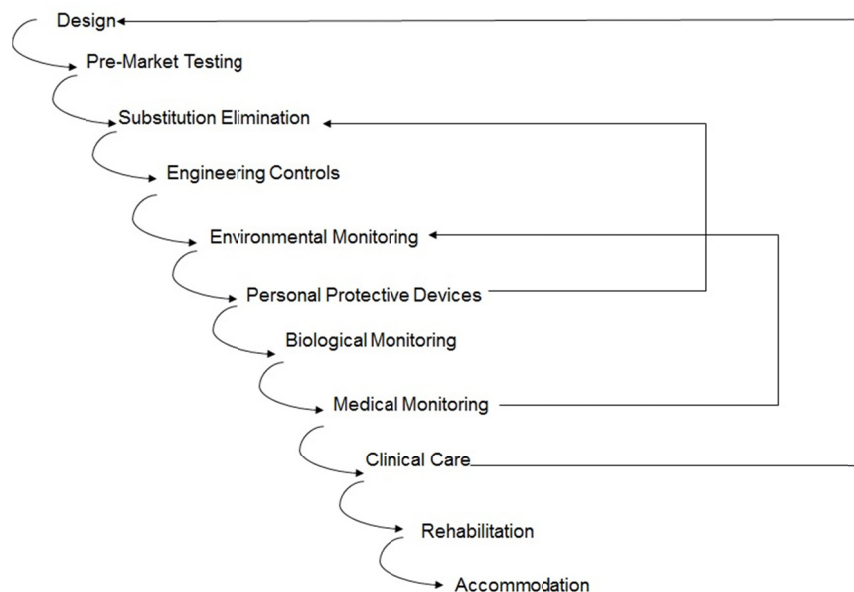 Design
Pre-Market Testing
Substitution Elimination
Engineering Controls
Environmental Monitoring
Personal Protective Devices
Biological Monitoring
Medical Monitoring
Clinical Care
Rehabilitation
Accommodation